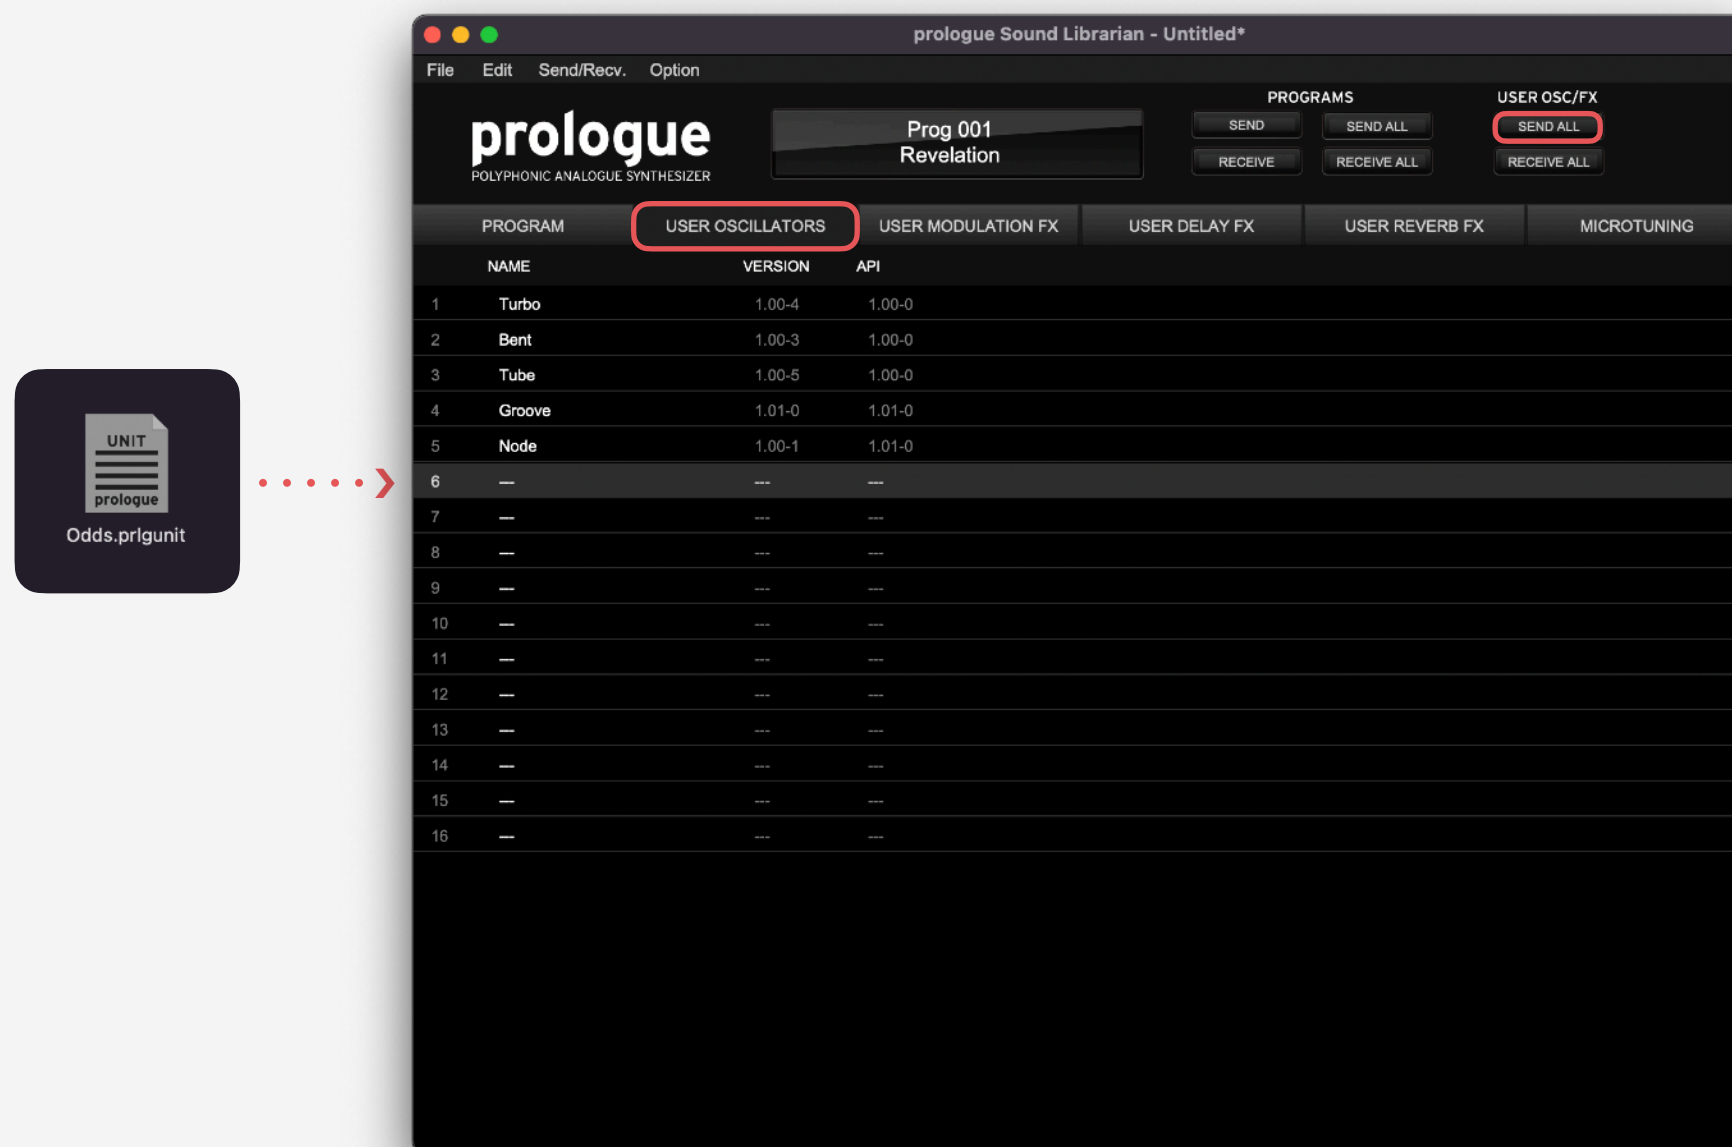 prologue Sound Librarian - Untitled*
File Edit Send/Recv. Option
PROGRAMS USER OSC/FX
prologue
POLYPHONIC ANALOGUE SYNTHESIZER
Prog 001
Revelation
SEND SEND ALL SEND ALL
RECEIVE RECEIVE ALL RECEIVE ALL
PROGRAM USER OSCILLATORS USER MODULATION FX USER DELAY FX USER REVERB FX MICROTUNING
NAME VERSION API
1 Turbo 1.00-4 1.00-0
2 Bent 1.00-3 1.00-0
3 Tube 1.00-5 1.00-0
4 Groove 1.01-0 1.01-0
5 Node 1.00-1 1.01-0
6 --- --- ---
7 --- --- ---
8 --- --- ---
9 --- --- ---
10 --- --- ---
11 --- --- ---
12 --- --- ---
13 --- --- ---
14 --- --- ---
15 --- --- ---
16 --- --- ---
UNIT
prologue
Odds.prlgunit